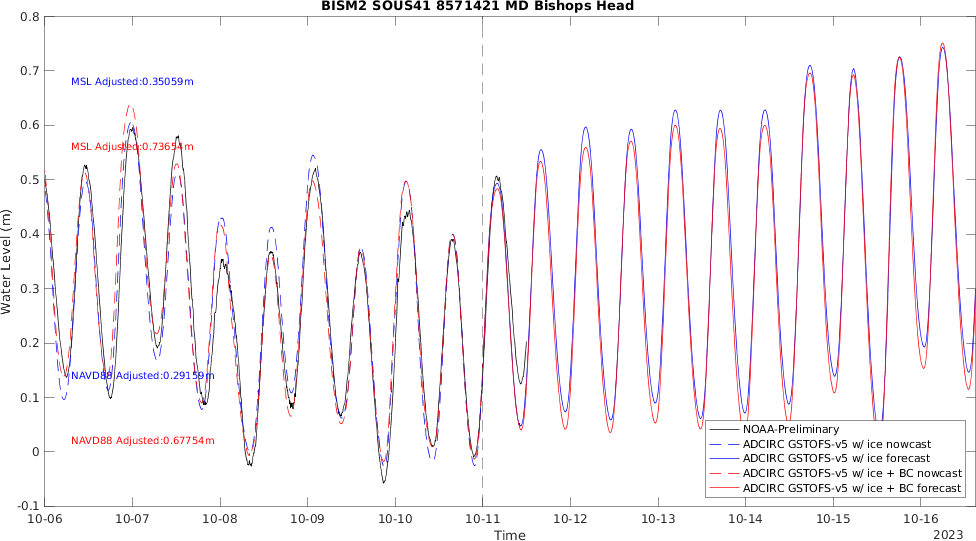 BISM2 SOUS41 8571421 MD Bishops Head
0.8
0.7
0.6
0.5
0.4
0.3
0.2
0.1
0
-0.1
Water Level (m)
MSL Adjusted:0.35059m
MSL Adjusted:0.73654m
NAVD88 Adjusted:0.29159m
NAVD88 Adjusted:0.67754m
NOAA-Preliminary
ADCIRC GSTOFS-v5 w/ ice nowcast
ADCIRC GSTOFS-v5 w/ ice forecast
ADCIRC GSTOFS-v5 w/ ice + BC nowcast
ADCIRC GSTOFS-v5 w/ ice + BC forecast
10-06 10-07 10-08 10-09 10-10 10-11 10-12 10-13 10-14 10-15 10-16
Time
2023